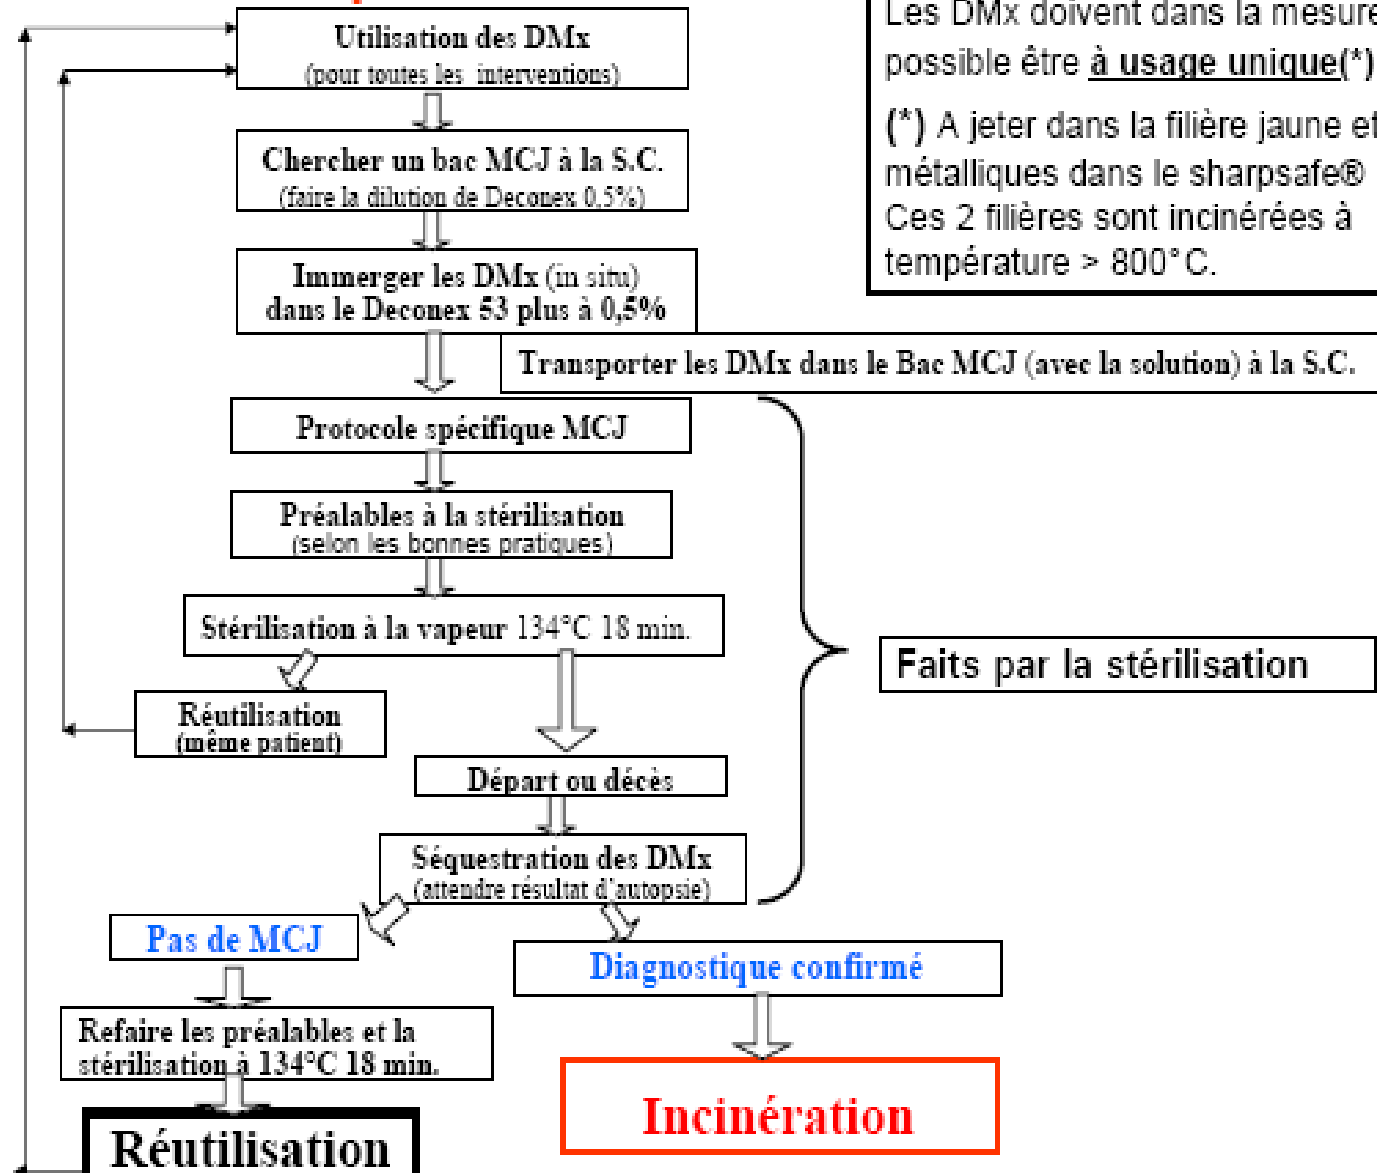 Utilisation des DMx
(pour toutes les interventions)
Chercher un bac MCJ à la S.C.
(faire la dilution de Deconex 0,5%)
Immerger les DMx (in situ)
dans le Deconex 53 plus à 0,5%
Transporter les DMx dans le Bac MCJ (avec la solution) à la S.C.
Protocole spécifique MCJ
Préalables à la stérilisation
(selon les bonnes pratiques)
Stérilisation à la vapeur 134°C 18 min.
Réutilisation
(même patient)
Départ ou décès
Séquestration des DMx
(attendre résultat d'autopsie)
Pas de MCJ
Diagnostique confirmé
Refaire les préalables et la
stérilisation à 134°C 18 min.
Incinération
Réutilisation
Les DMx doivent dans la mesure
possible être à usage unique(*)
(*) A jeter dans la filière jaune et
métalliques dans le sharpsafe®
Ces 2 filières sont incinérées à
température > 800°C.
Faits par la stérilisation